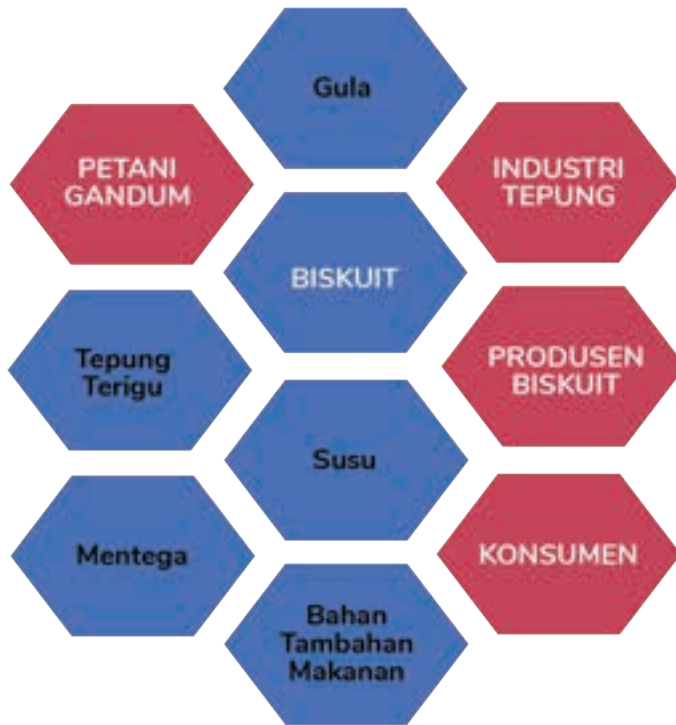 Gula
PETANI
GANDUM
INDUSTRI
TEPUNG
BISKUIT
Tepung
Terigu
PRODUSEN
BISKUIT
Susu
Mentega
KONSUMEN
Bahan
Tambahan
Makanan